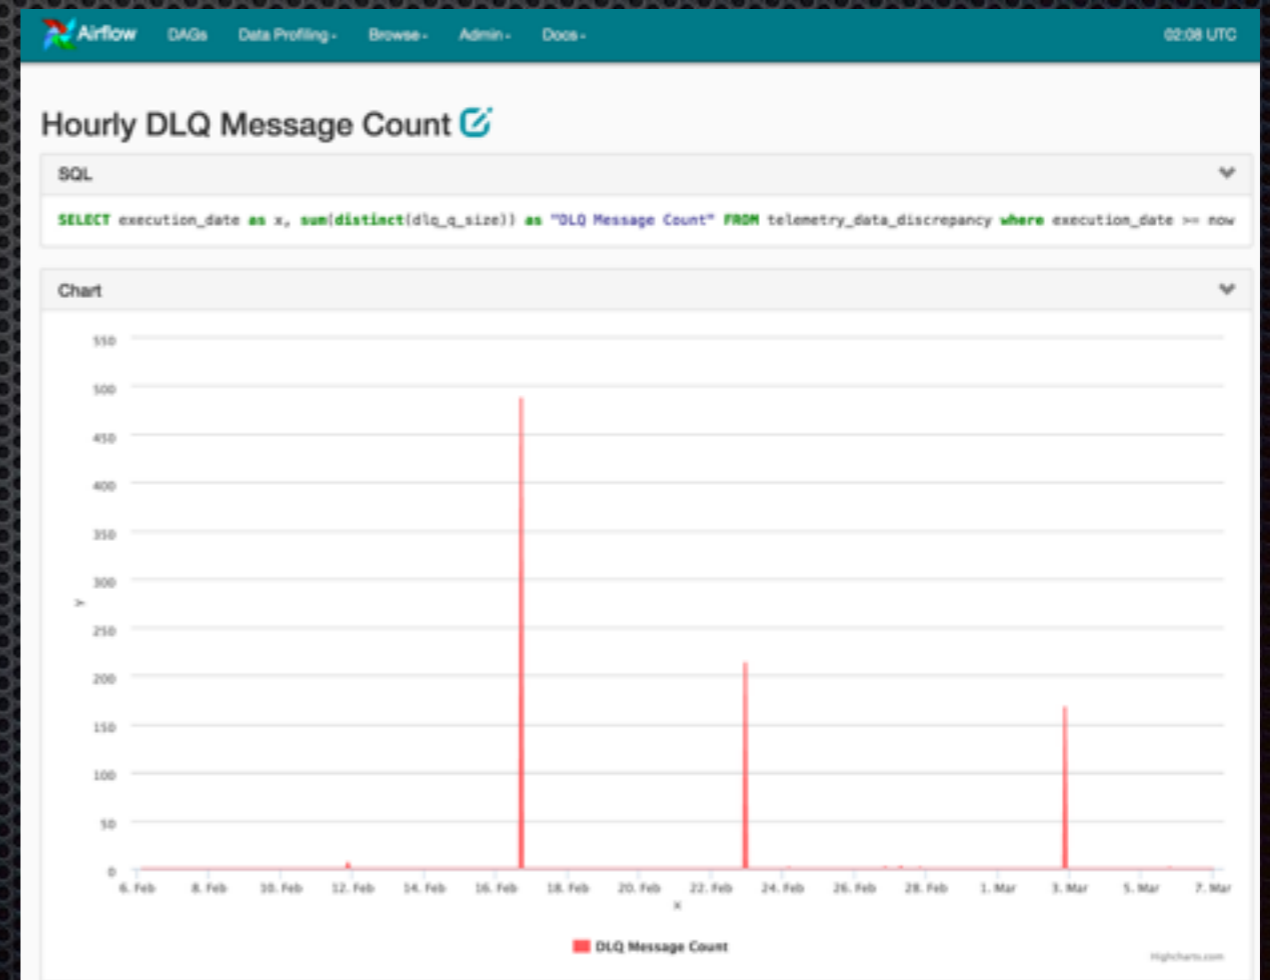 Airflow DAGs Data Profiling Browse Admin Docs 02:08 UTC
Hourly DLQ Message Count
SQL
SELECT execution_date as x, sum(distinct(dlq_q_size)) as "DLQ Message Count" FROM telemetry_data_discrepancy where execution_date >= now
Chart
550
500
450
400
350
300
250
200
150
100
50
0
y
6. Feb 8. Feb 10. Feb 12. Feb 14. Feb 16. Feb 18. Feb 20. Feb 22. Feb 24. Feb 26. Feb 28. Feb 1. Mar 3. Mar 5. Mar 7. Mar
x
DLQ Message Count
Highcharts.com